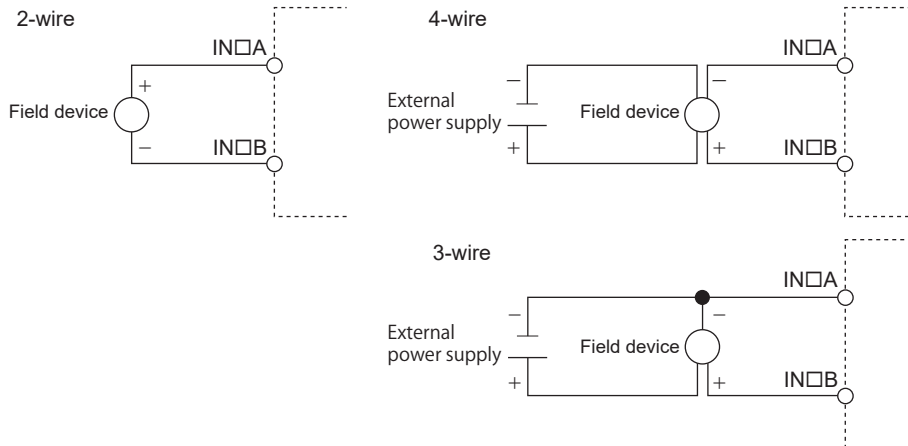 2-wire
IN□A
+
Field device
−
IN□B
4-wire
IN□A
−
−
External
power supply
Field device
+
+
IN□B
3-wire
IN□A
−
−
External
power supply
Field device
+
+
IN□B